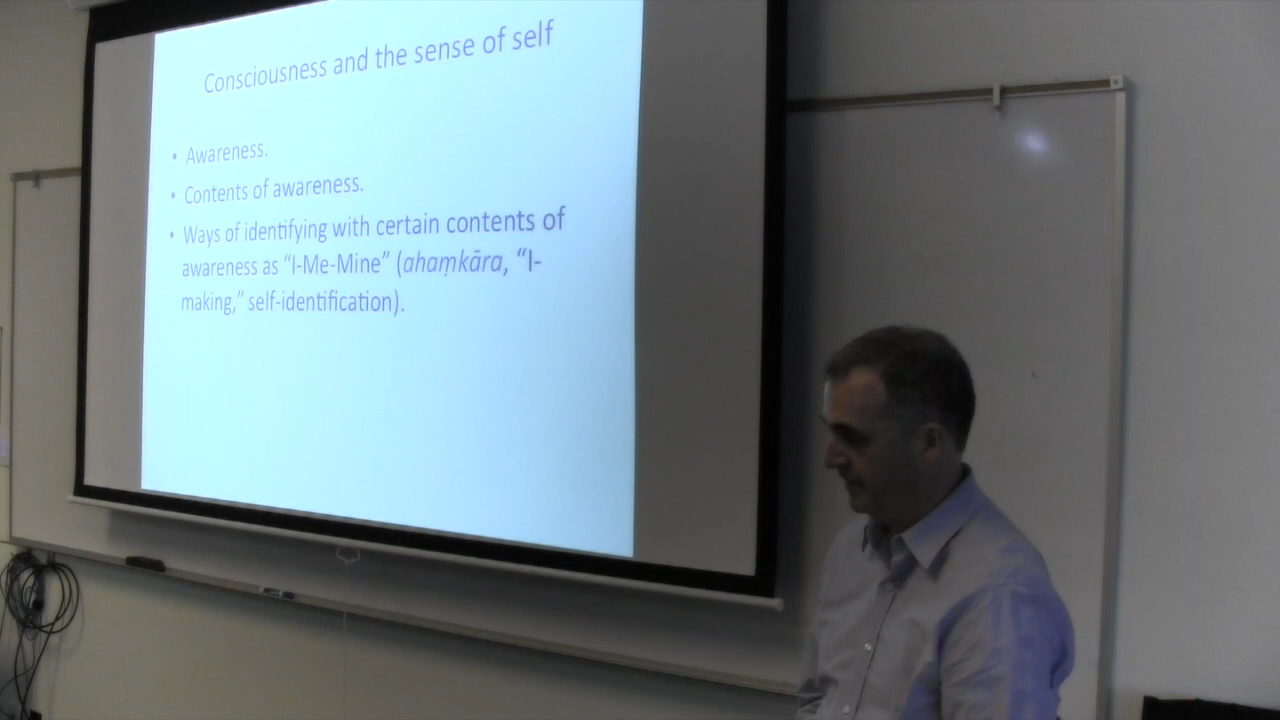 Consciousness and the sense of self
• Awareness.
• Contents of awareness.
• Ways of identifying with certain contents of
awareness as “I-Me-Mine” (ahaṃkāra, “I-
making,” self-identification).